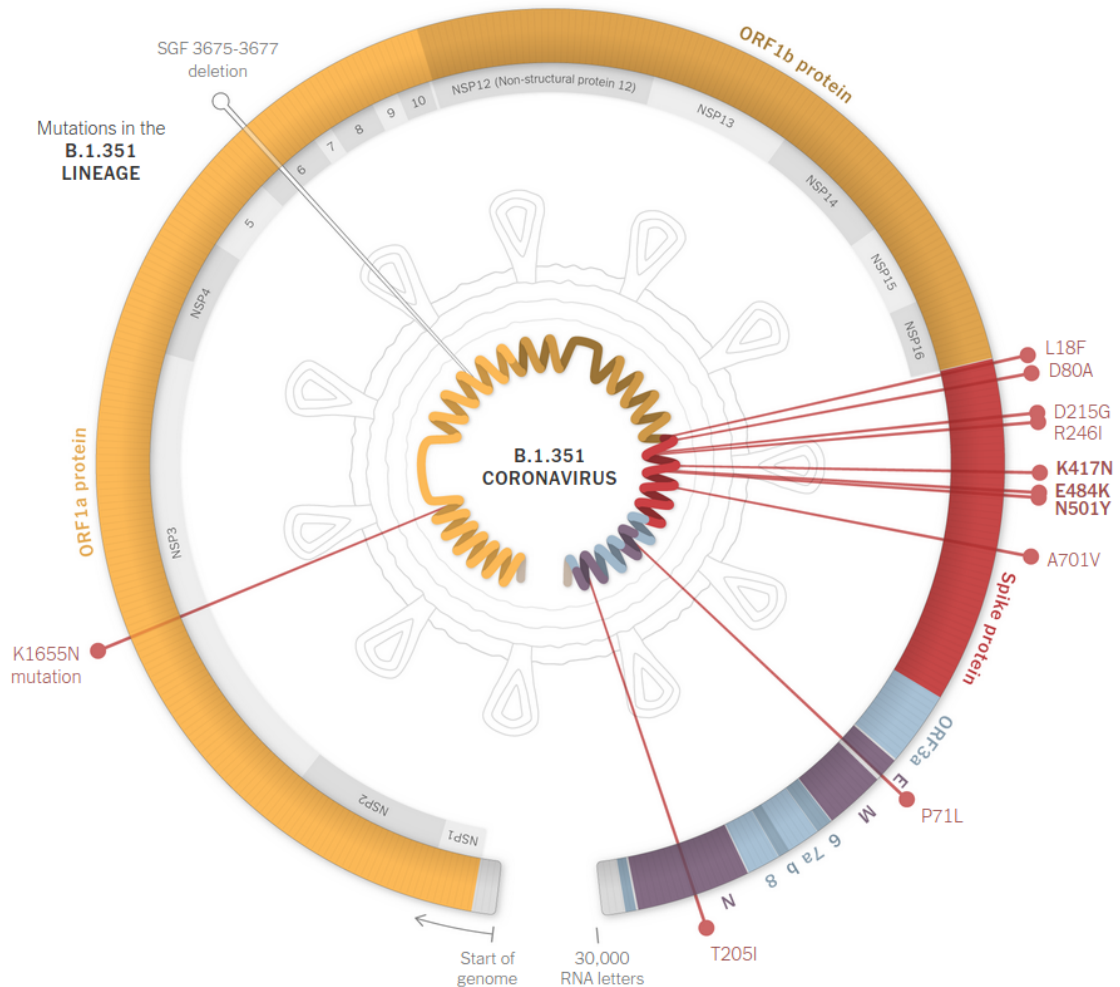 SGF 3675-3677
deletion
Mutations in the
B.1.351
LINEAGE
ORF1b protein
NSP12 (Non-structural protein 12)
NSP13
NSP14
NSP15
NSP16
10
9
8
7
6
5
NSP4
NSP3
NSP2
NSP1
ORF1a protein
B.1.351
CORONAVIRUS
L18F
D80A
D215G
R246I
K417N
E484K
N501Y
A701V
Spike protein
ORF3a
E
M
6
7a
b
8
N
P71L
T205I
K1655N
mutation
Start of
genome
30,000
RNA letters